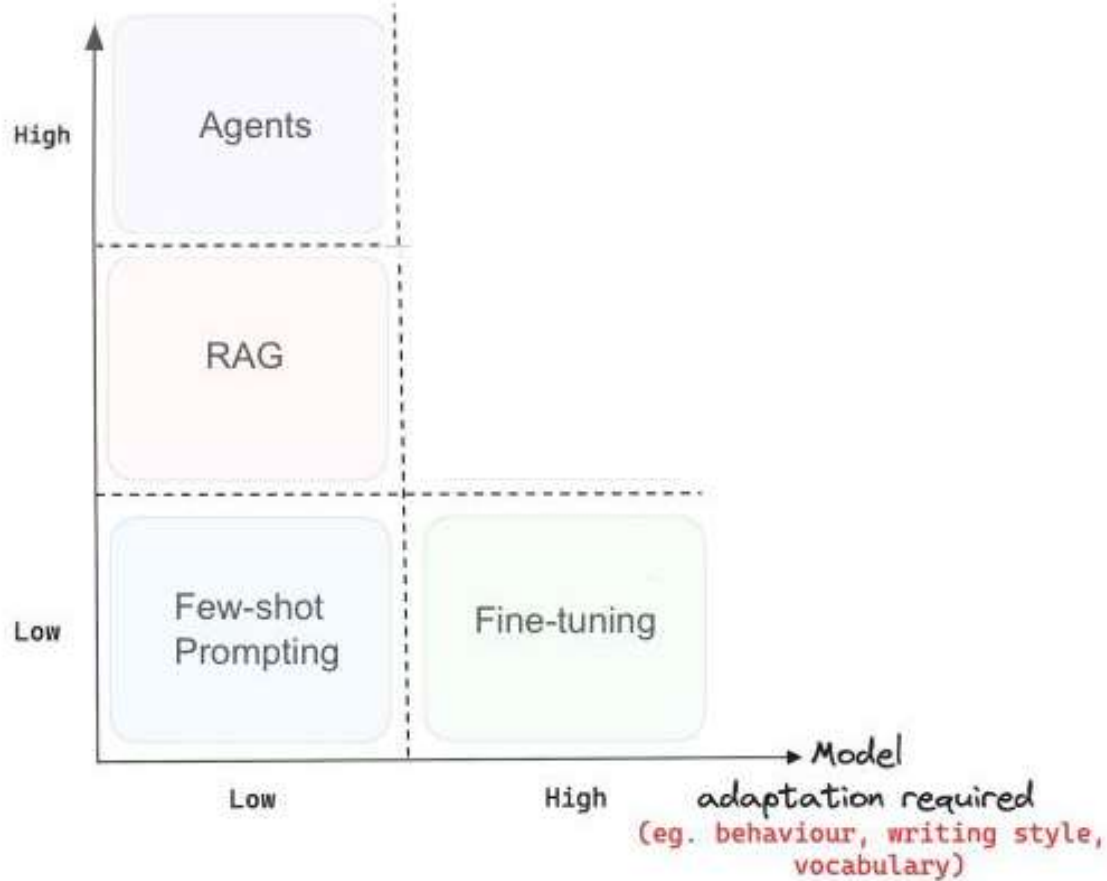 High
Agents
RAG
Low
Few-shot
Prompting
Fine-tuning
Low
High
Model
adaptation required
(eg. behaviour, writing style,
vocabulary)